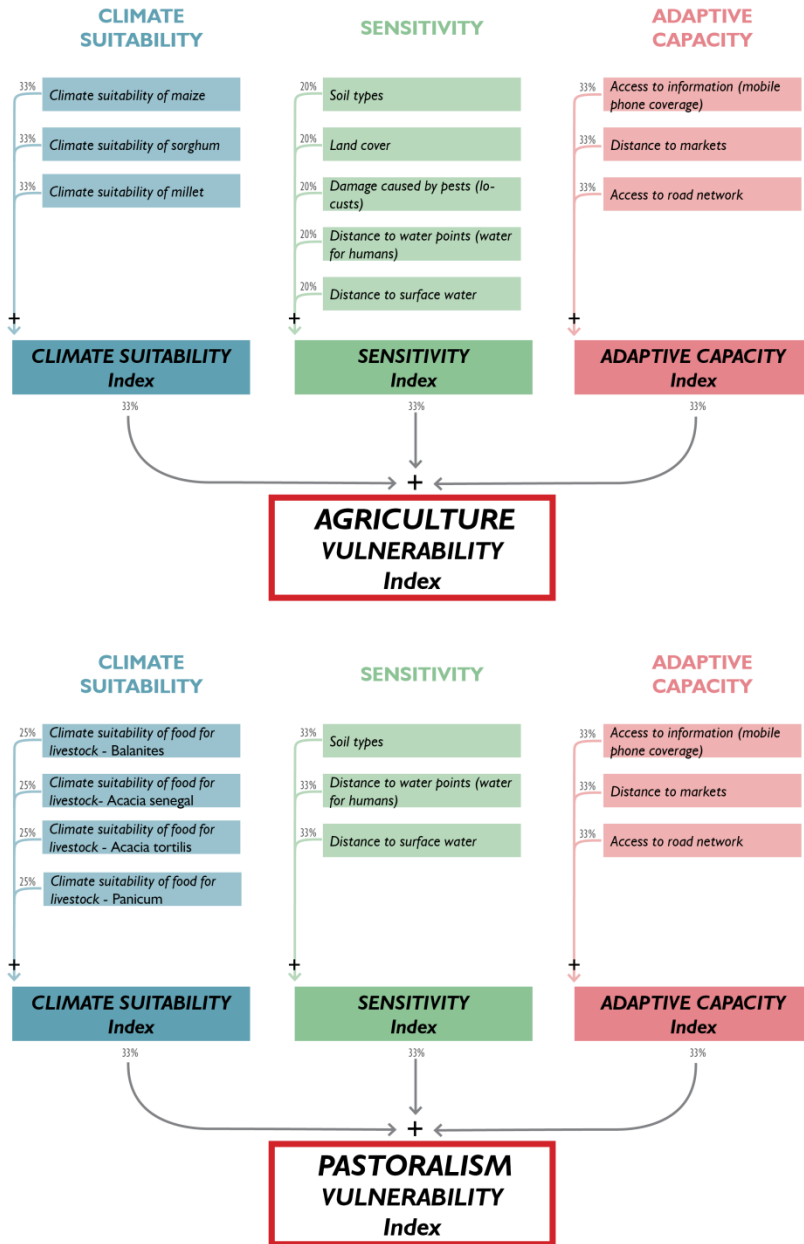 CLIMATE
SUITABILITY
SENSITIVITY
ADAPTIVE
CAPACITY
33%
Climate suitability of maize
33%
Climate suitability of sorghum
33%
Climate suitability of millet
+
20%
Soil types
20%
Land cover
20%
Damage caused by pests (lo-
custs)
20%
Distance to water points (water
for humans)
20%
Distance to surface water
+
33%
Access to information (mobile
phone coverage)
33%
Distance to markets
33%
Access to road network
+
CLIMATE SUITABILITY
Index
SENSITIVITY
Index
ADAPTIVE CAPACITY
Index
33%
33%
33%
+
AGRICULTURE
VULNERABILITY
Index
CLIMATE
SUITABILITY
SENSITIVITY
ADAPTIVE
CAPACITY
25%
Climate suitability of food for
livestock - Balanites
25%
Climate suitability of food for
livestock- Acacia senegal
25%
Climate suitability of food for
livestock - Acacia tortilis
25%
Climate suitability of food for
livestock - Panicum
+
33%
Soil types
33%
Distance to water points (water
for humans)
33%
Distance to surface water
+
33%
Access to information (mobile
phone coverage)
33%
Distance to markets
33%
Access to road network
+
CLIMATE SUITABILITY
Index
SENSITIVITY
Index
ADAPTIVE CAPACITY
Index
33%
33%
33%
+
PASTORALISM
VULNERABILITY
Index